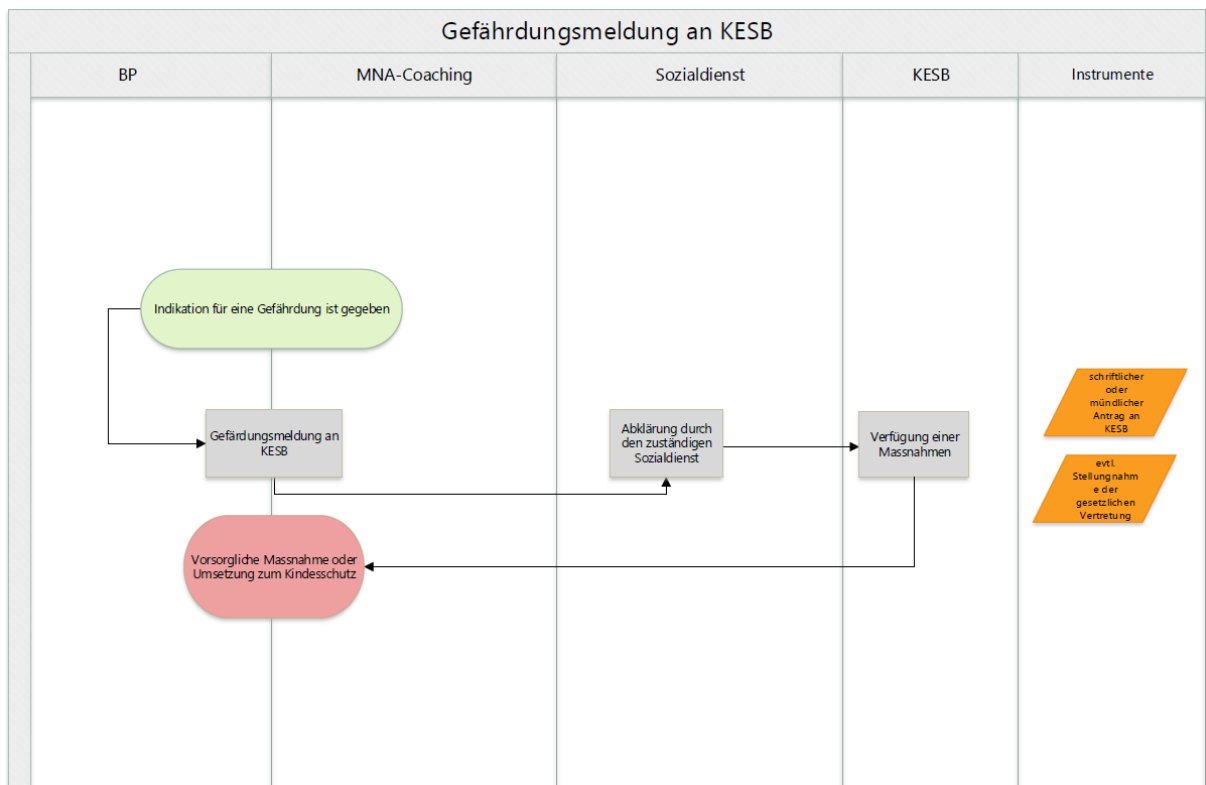 Gefährdungsmeldung an KESB
BP
MNA-Coaching
Sozialdienst
KESB
Instrumente
Indikation für eine Gefährdung ist gegeben
Gefärdungsmeldung an
KESB
Abklärung durch
den zuständigen
Sozialdienst
Verfügung einer
Massnahmen
schriftlicher
oder
mündlicher
Antrag an
KESB
evtl.
Stellungnahm
e der
gesetzlichen
Vertretung
Vorsorgliche Massnahme oder
Umsetzung zum Kindesschutz